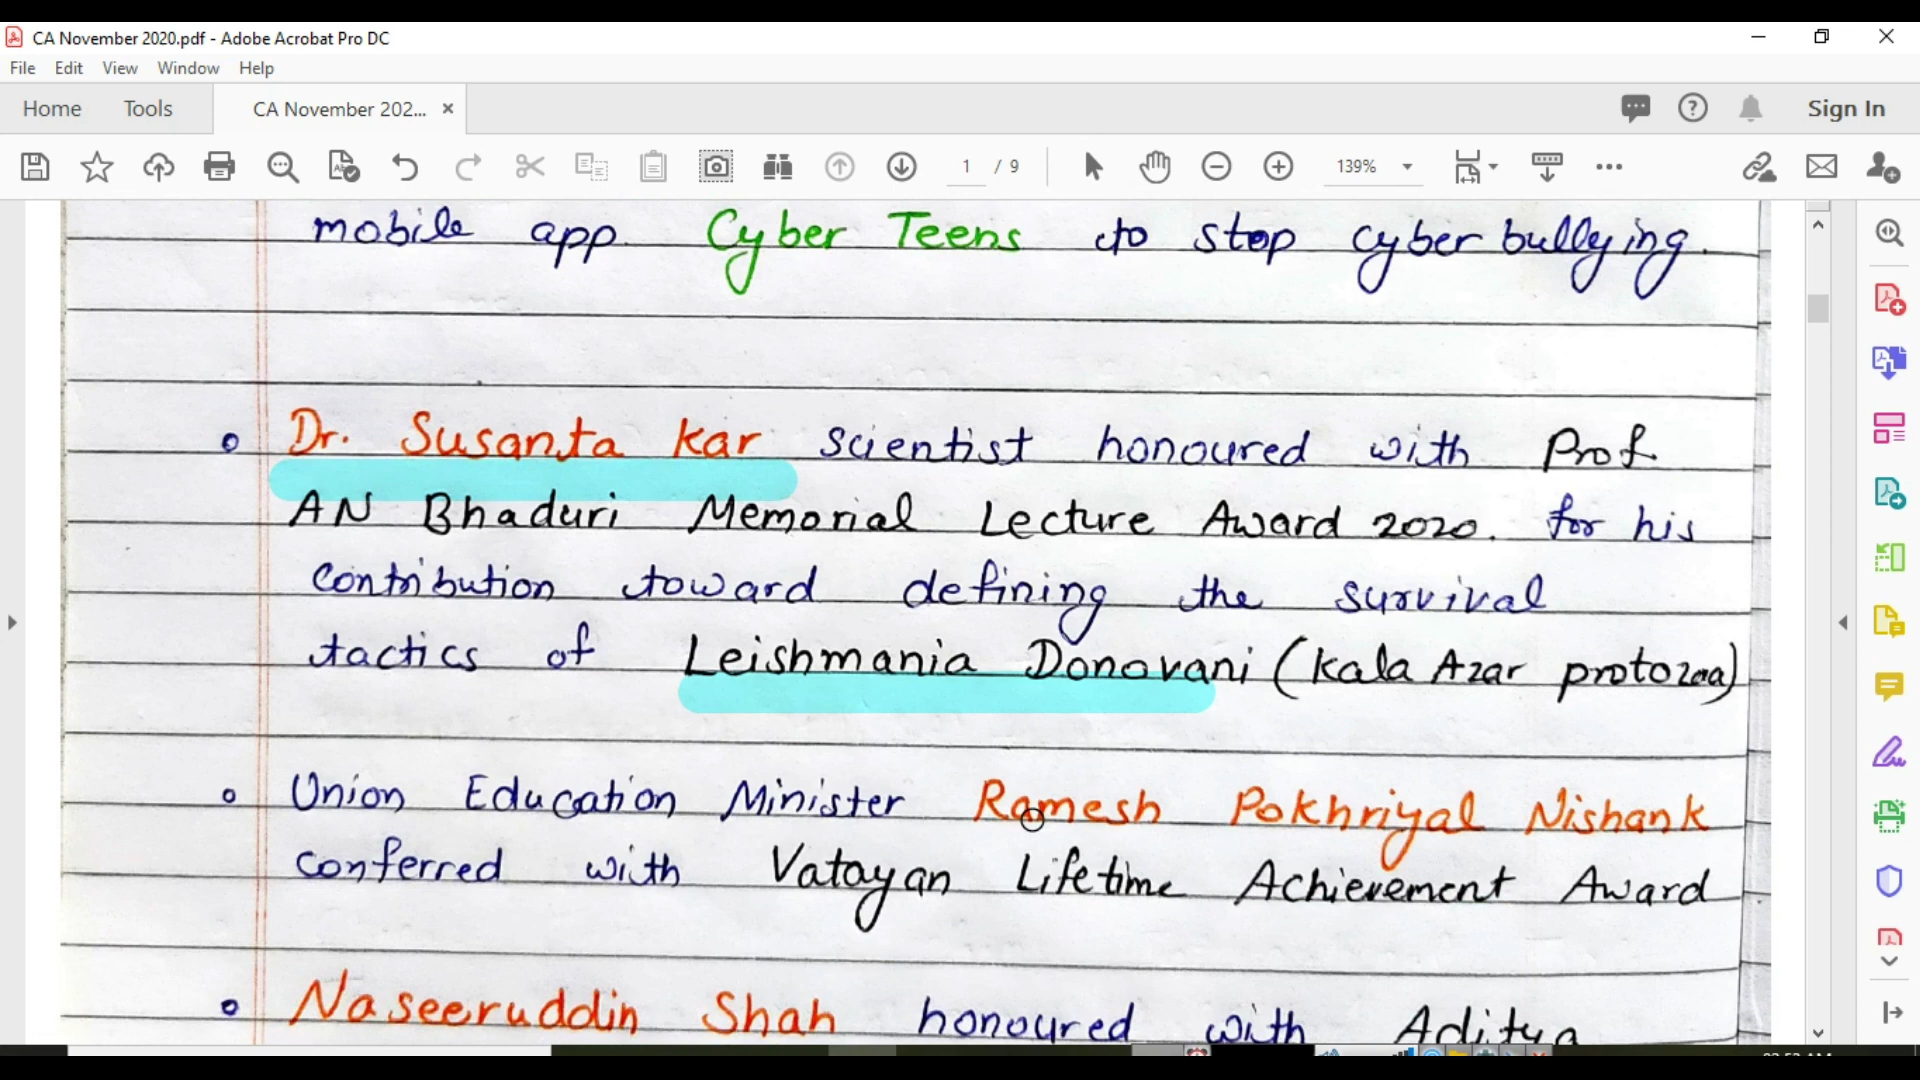 CA November 2020.pdf - Adobe Acrobat Pro DC
File Edit View Window Help
Home Tools CA November 202... × Sign In
1 / 9 139%
mobile app Cyber Teens to stop cyber bullying.
Dr. Susanta Kar scientist honoured with Prof.
AN Bhaduri Memorial Lecture Award 2020. for his
contribution toward defining the survival
tactics of Leishmania Donovani (Kala Azar protozoa)
Union Education Minister Ramesh Pokhriyal Nishank
conferred with Vatayan Lifetime Achievement Award
Naseeruddin Shah honoured with Aditya